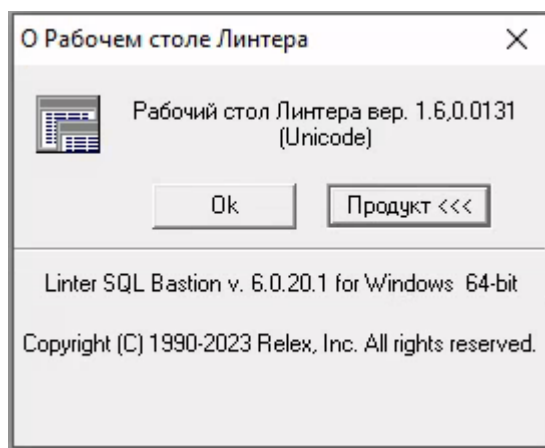 О Рабочем столе Линтера
Рабочий стол Линтера вер. 1.6,0.0131
(Unicode)
Ok
Продукт <<<
Linter SQL Bastion v. 6.0.20.1 for Windows 64-bit
Copyright (C) 1990-2023 Relex, Inc. All rights reserved.